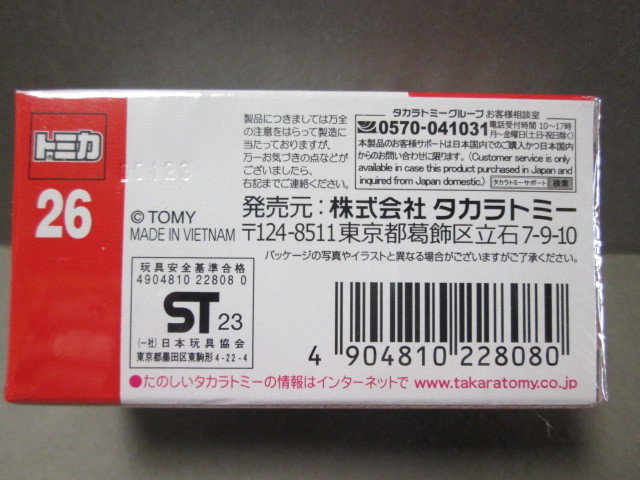 トミカ
26
製品につきましては万全
の注意をはらって製造に
当たっておりますが、
万一お気づきの点などが
ございましたら、
右記までご連絡ください。
タカラトミーグループ お客様相談室
0570-041031
電話受付時間 10〜17時
月〜金曜日(土・日・祝日除く)
本製品のお客様サポートは日本国内でのご購入かつ日本国内
からのお問い合わせに限ります。(Customer service is only
available in case this product purchased in Japan and
inquired from Japan domestic.)
タカラトミーサポート 検索
© TOMY
MADE IN VIETNAM
発売元：株式会社 タカラトミー
〒124-8511 東京都葛飾区立石7-9-10
パッケージの写真やイラストと異なる場合がございますがご了承ください。
玩具安全基準合格
4904810 22808 0
ST 23
(一社)日本玩具協会
東京都墨田区東駒形4-22-4
4 904810 228080
●たのしいタカラトミーの情報はインターネットで www.takaratomy.co.jp